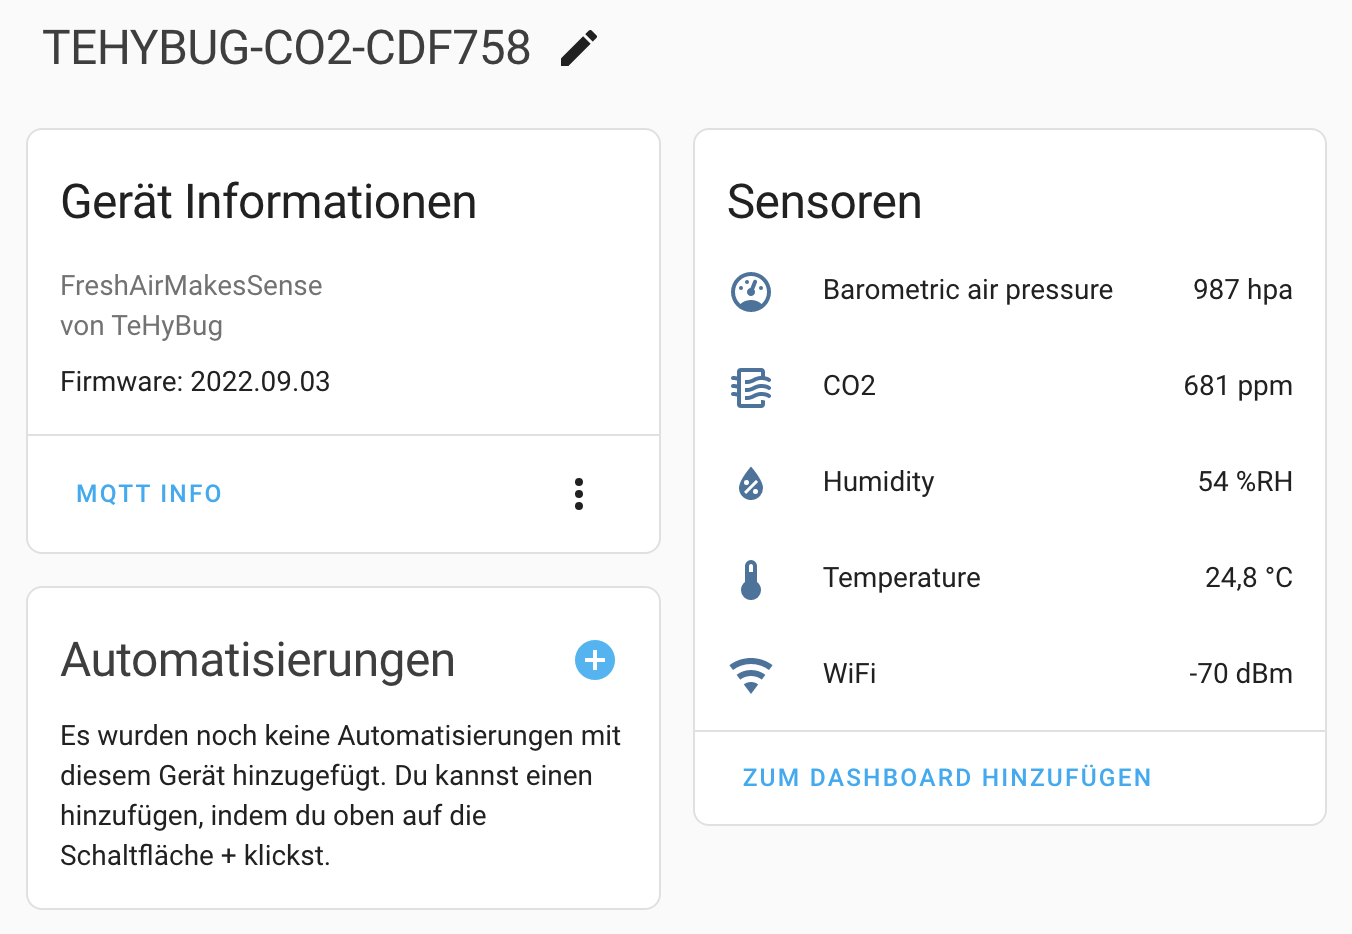 TEHYBUG-CO2-CDF758
Gerät Informationen
FreshAirMakesSense
von TeHyBug
Firmware: 2022.09.03
MQTT INFO
Automatisierungen
Es wurden noch keine Automatisierungen mit
diesem Gerät hinzugefügt. Du kannst einen
hinzufügen, indem du oben auf die
Schaltfläche + klickst.
Sensoren
Barometric air pressure 987 hpa
CO2 681 ppm
Humidity 54 %RH
Temperature 24,8 °C
WiFi -70 dBm
ZUM DASHBOARD HINZUFÜGEN